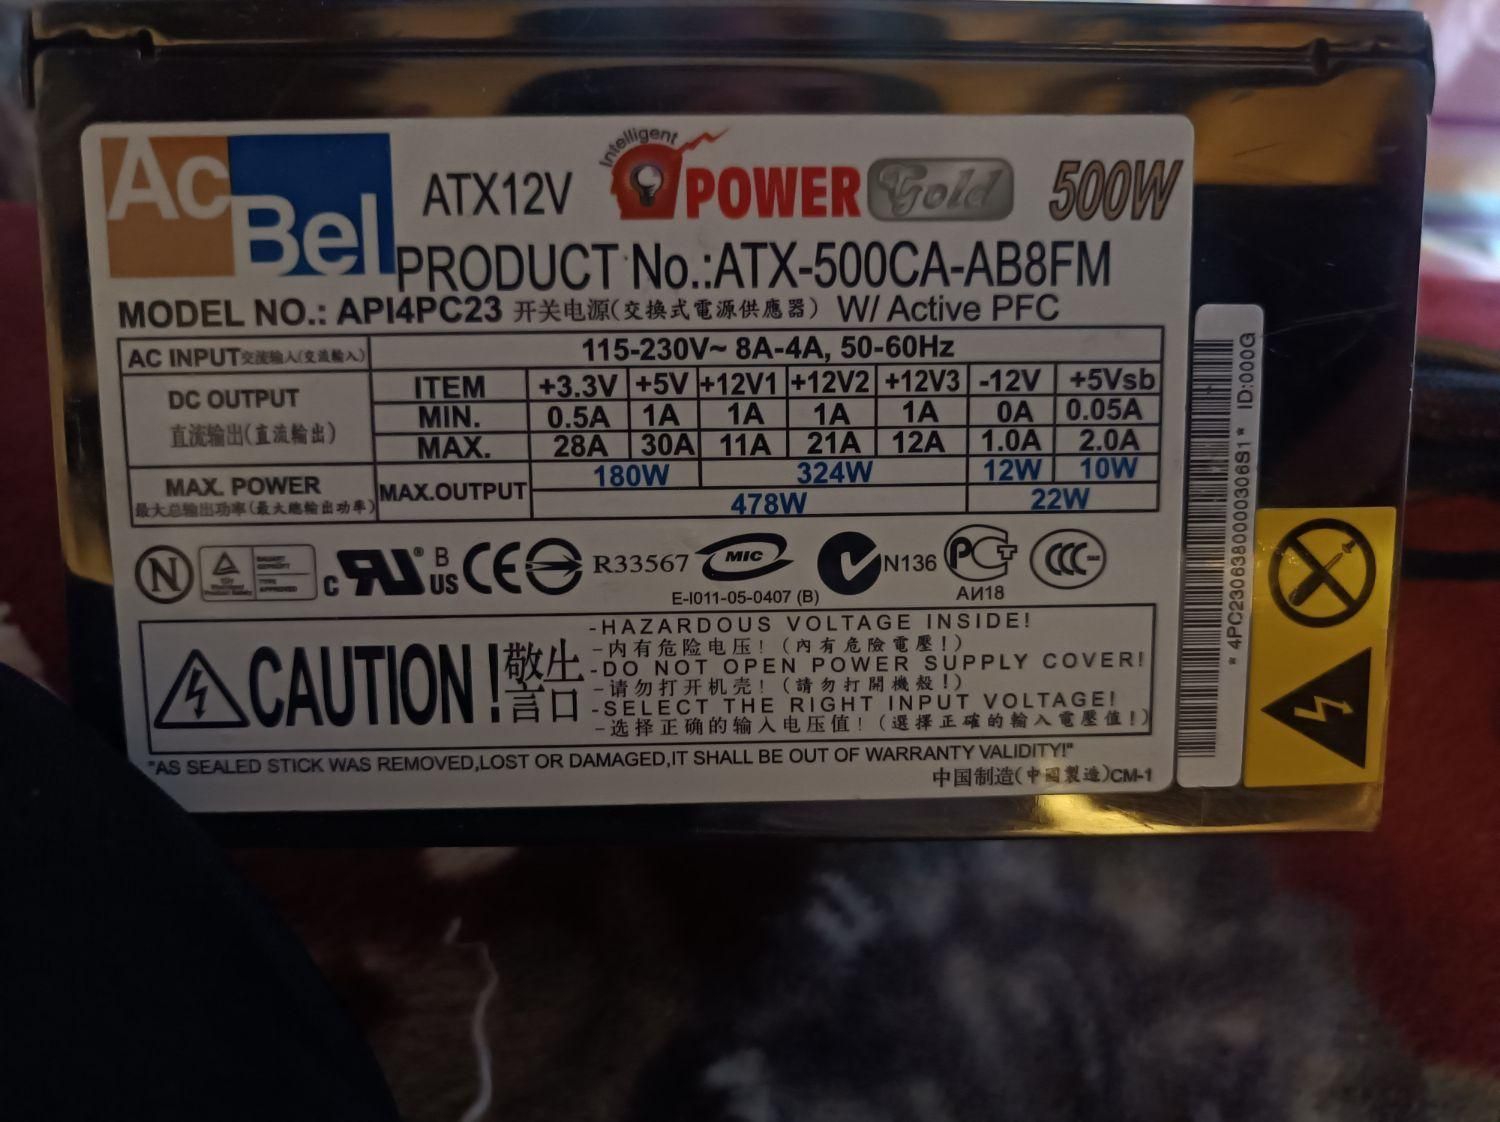 AcBel
ATX12V
Intelligent
POWER Gold 500W
PRODUCT No.:ATX-500CA-AB8FM
MODEL NO.: API4PC23 开关电源(交換式電源供應器) W/ Active PFC
AC INPUT交流输入(交流輸入) 115-230V~ 8A-4A, 50-60Hz
DC OUTPUT
直流输出(直流輸出)
ITEM +3.3V +5V +12V1 +12V2 +12V3 -12V +5Vsb
MIN. 0.5A 1A 1A 1A 1A 0A 0.05A
MAX. 28A 30A 11A 21A 12A 1.0A 2.0A
MAX. POWER
最大总输出功率(最大總輸出功率)
MAX.OUTPUT 180W 324W 12W 10W
478W 22W
N
TYPE APPROVED
c RU® B US CE R33567 MIC N136 PCT CCC
E-I011-05-0407 (B) АИ18
CAUTION!
-HAZARDOUS VOLTAGE INSIDE!
-内有危险电压! (內有危險電壓!)
-DO NOT OPEN POWER SUPPLY COVER!
-请勿打开机壳! (請勿打開機殼!)
-SELECT THE RIGHT INPUT VOLTAGE!
-选择正确的输入电压值! (選擇正確的輸入電壓值!)
"AS SEALED STICK WAS REMOVED,LOST OR DAMAGED,IT SHALL BE OUT OF WARRANTY VALIDITY!"
中国制造(中國製造)CM-1
* 4PC2306380000306S1 * ID:000G